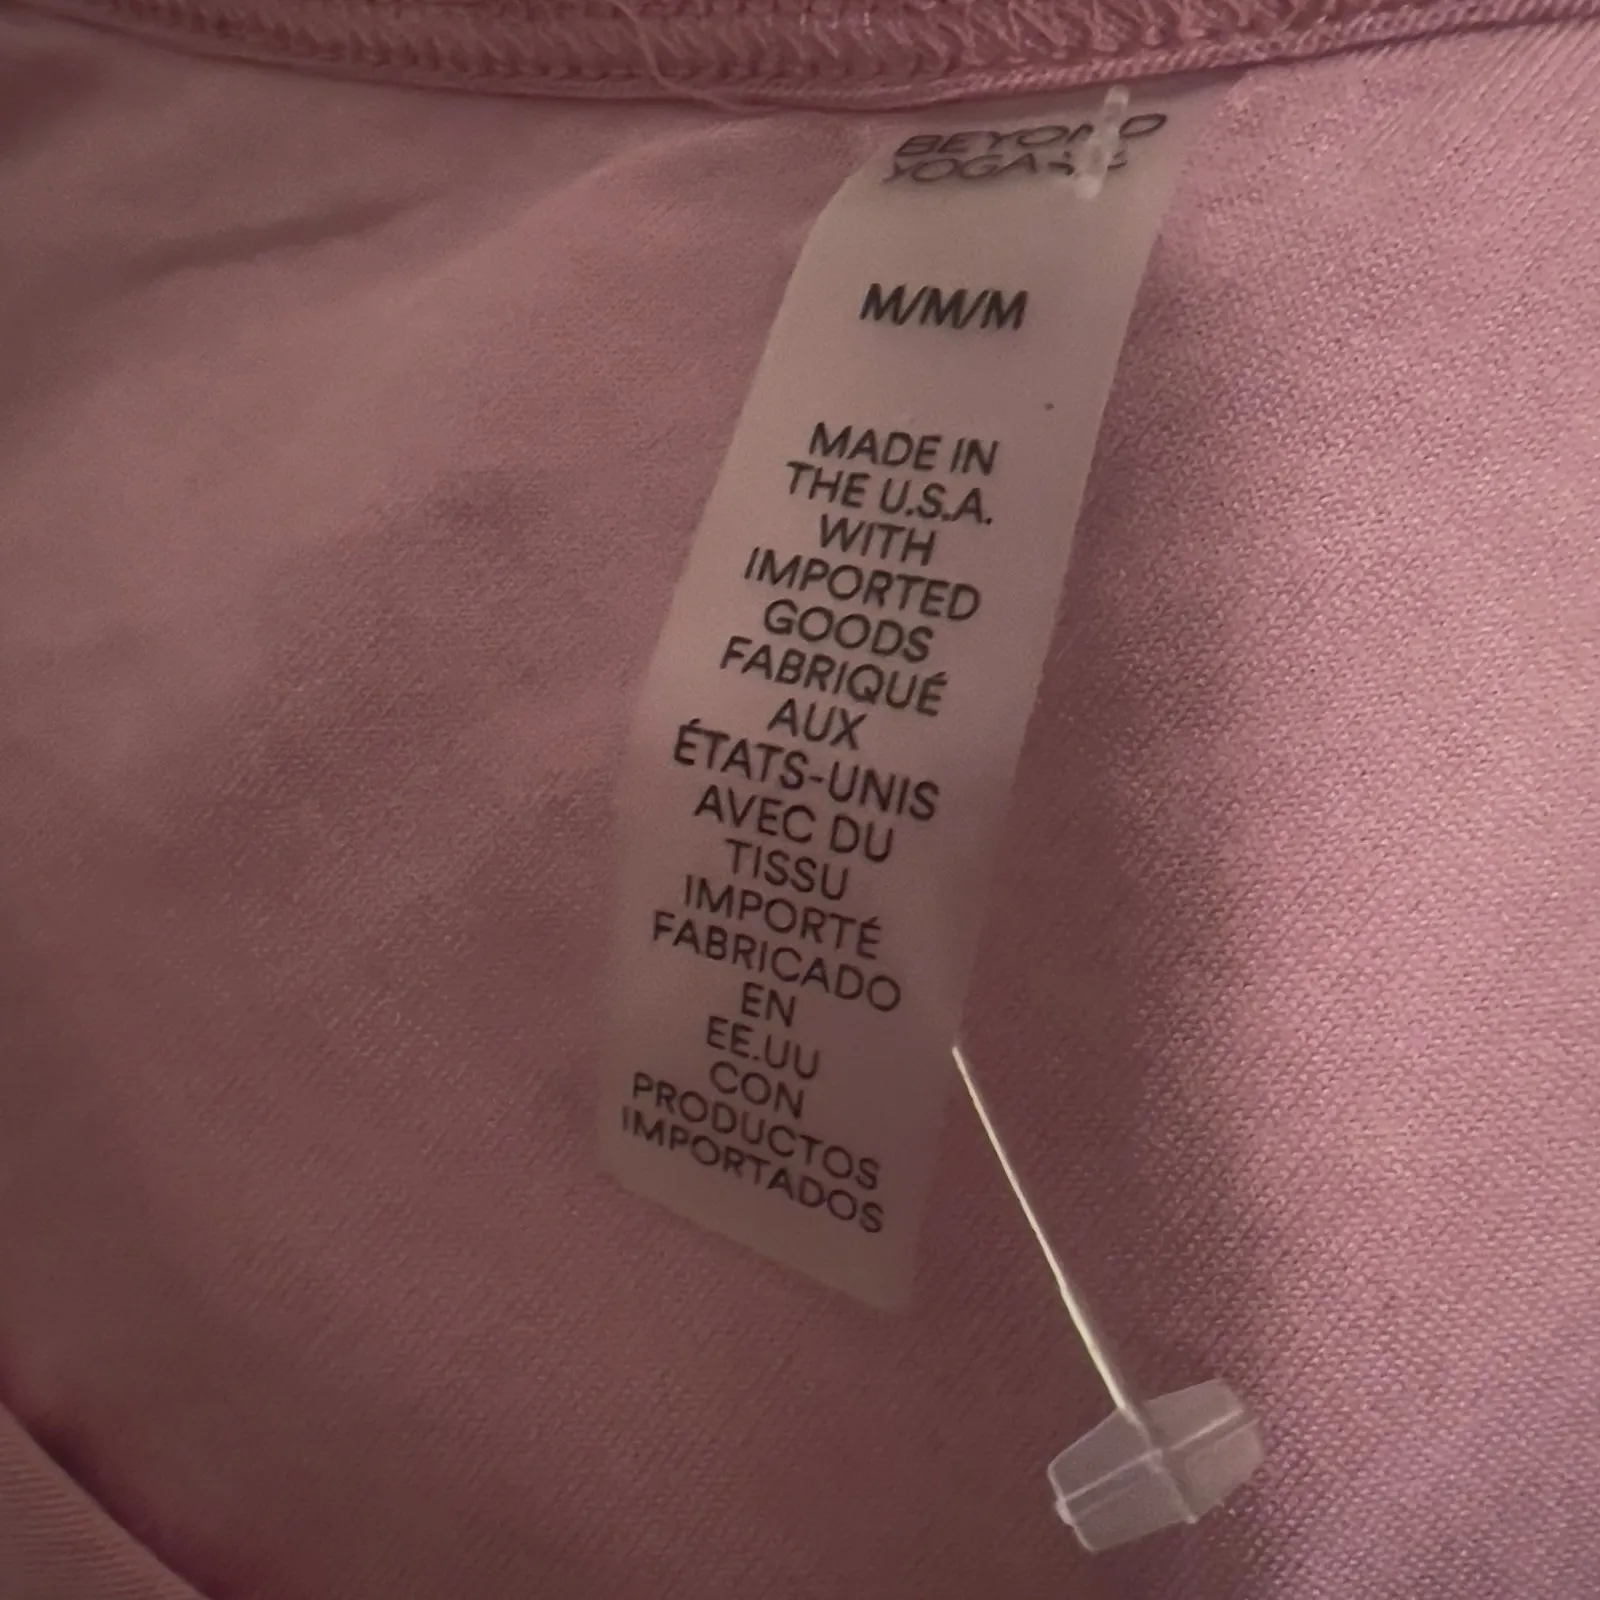 BEYOND
YOGA
M/M/M
MADE IN
THE U.S.A.
WITH
IMPORTED
GOODS
FABRIQUÉ
AUX
ÉTATS-UNIS
AVEC DU
TISSU
IMPORTÉ
FABRICADO
EN
EE.UU
CON
PRODUCTOS
IMPORTADOS